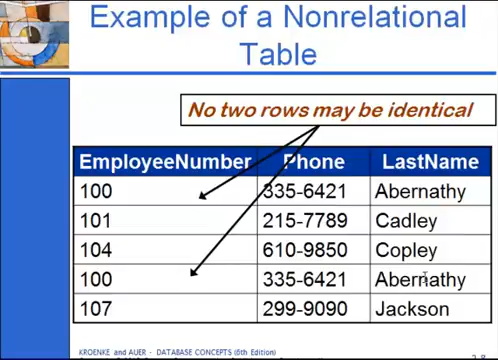 Example of a Nonrelational
Table
No two rows may be identical
EmployeeNumber Phone LastName
100 335-6421 Abernathy
101 215-7789 Cadley
104 610-9850 Copley
100 335-6421 Abernathy
107 299-9090 Jackson
KROENKE and AUER - DATABASE CONCEPTS (6th Edition)